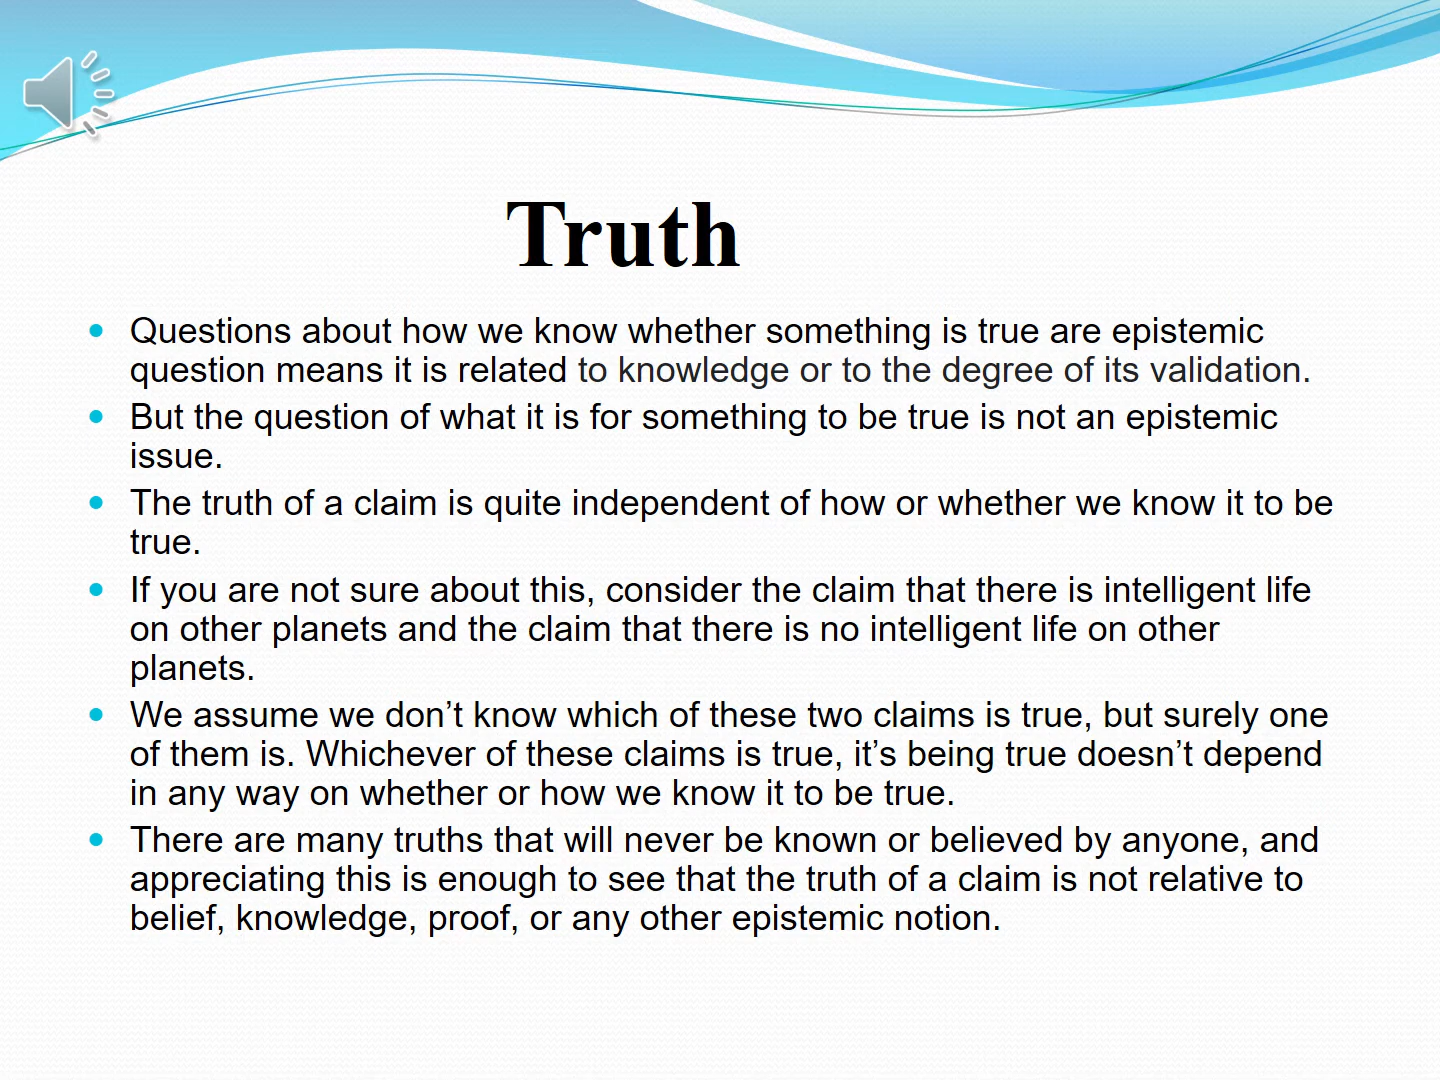 Truth
Questions about how we know whether something is true are epistemic
question means it is related to knowledge or to the degree of its validation.
But the question of what it is for something to be true is not an epistemic
issue.
The truth of a claim is quite independent of how or whether we know it to be
true.
If you are not sure about this, consider the claim that there is intelligent life
on other planets and the claim that there is no intelligent life on other
planets.
We assume we don’t know which of these two claims is true, but surely one
of them is. Whichever of these claims is true, it’s being true doesn’t depend
in any way on whether or how we know it to be true.
There are many truths that will never be known or believed by anyone, and
appreciating this is enough to see that the truth of a claim is not relative to
belief, knowledge, proof, or any other epistemic notion.